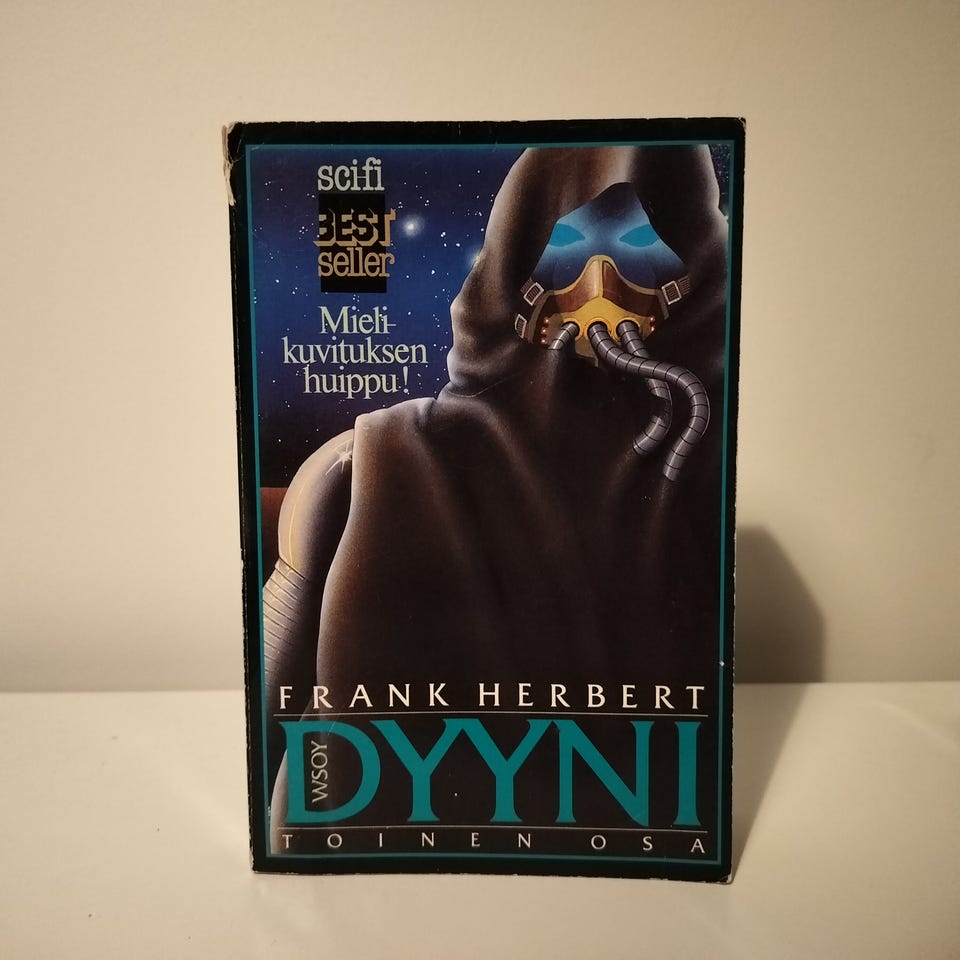 scifi
BEST
seller
Mieli-
kuvituksen
huippu!
FRANK HERBERT
WSOY
DYYNI
TOINEN OSA